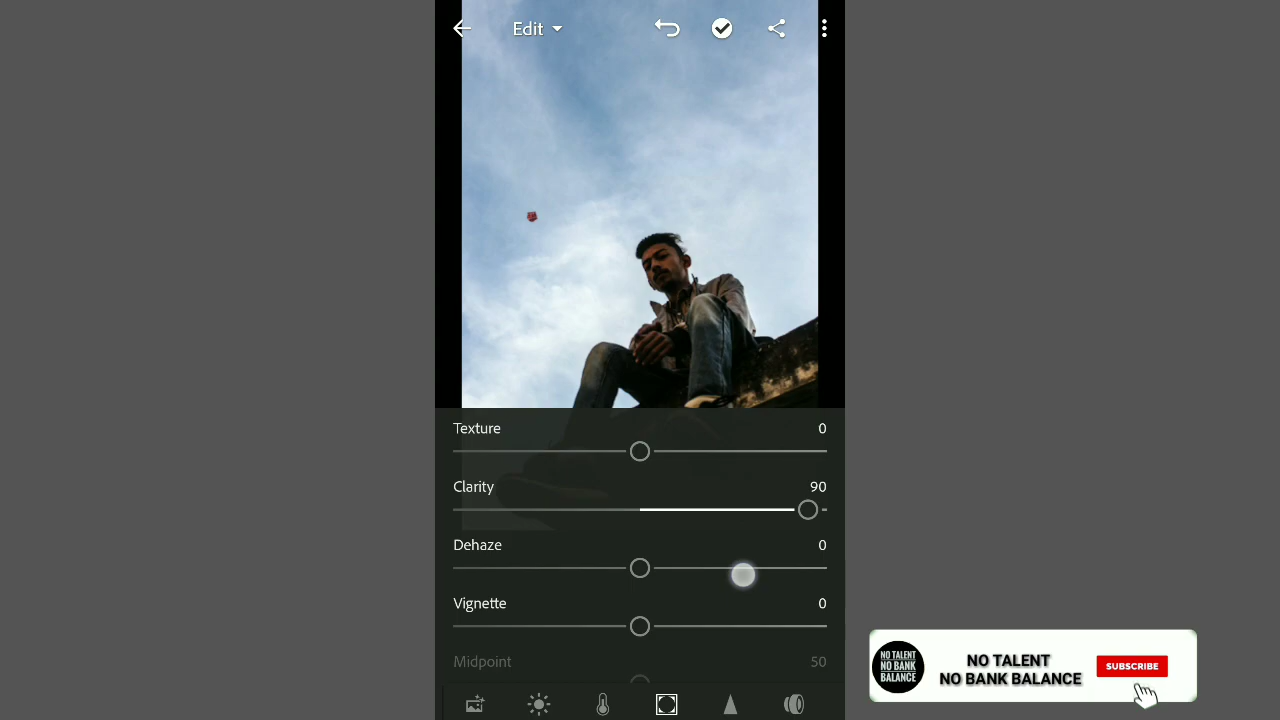 Edit
Texture 0
Clarity 90
Dehaze 0
Vignette 0
Midpoint 50
NO TALENT
NO BANK
BALANCE
NO TALENT
NO BANK BALANCE
SUBSCRIBE